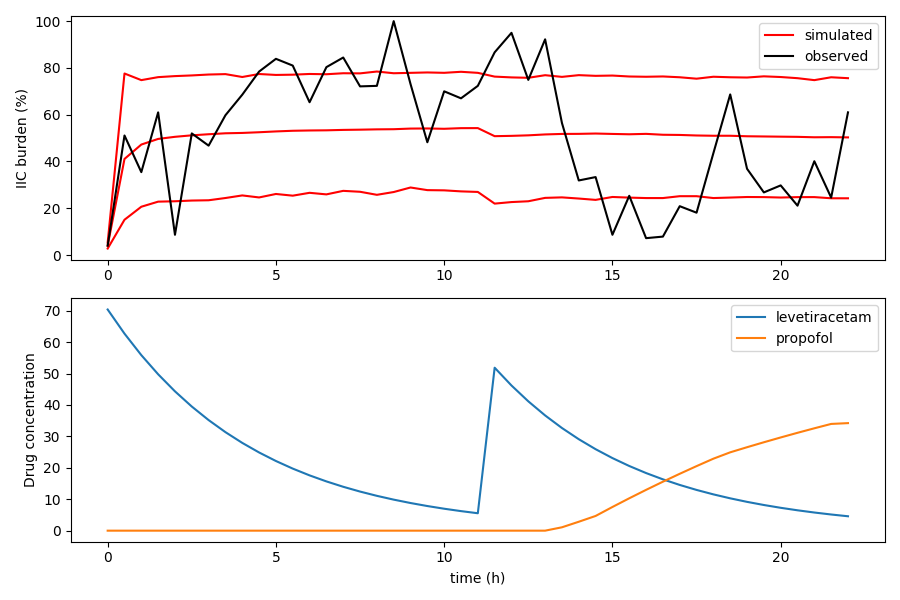 100
80
60
40
20
0
IIC burden (%)
simulated
observed
0 5 10 15 20
70
60
50
40
30
20
10
0
Drug concentration
levetiracetam
propofol
0 5 10 15 20
time (h)